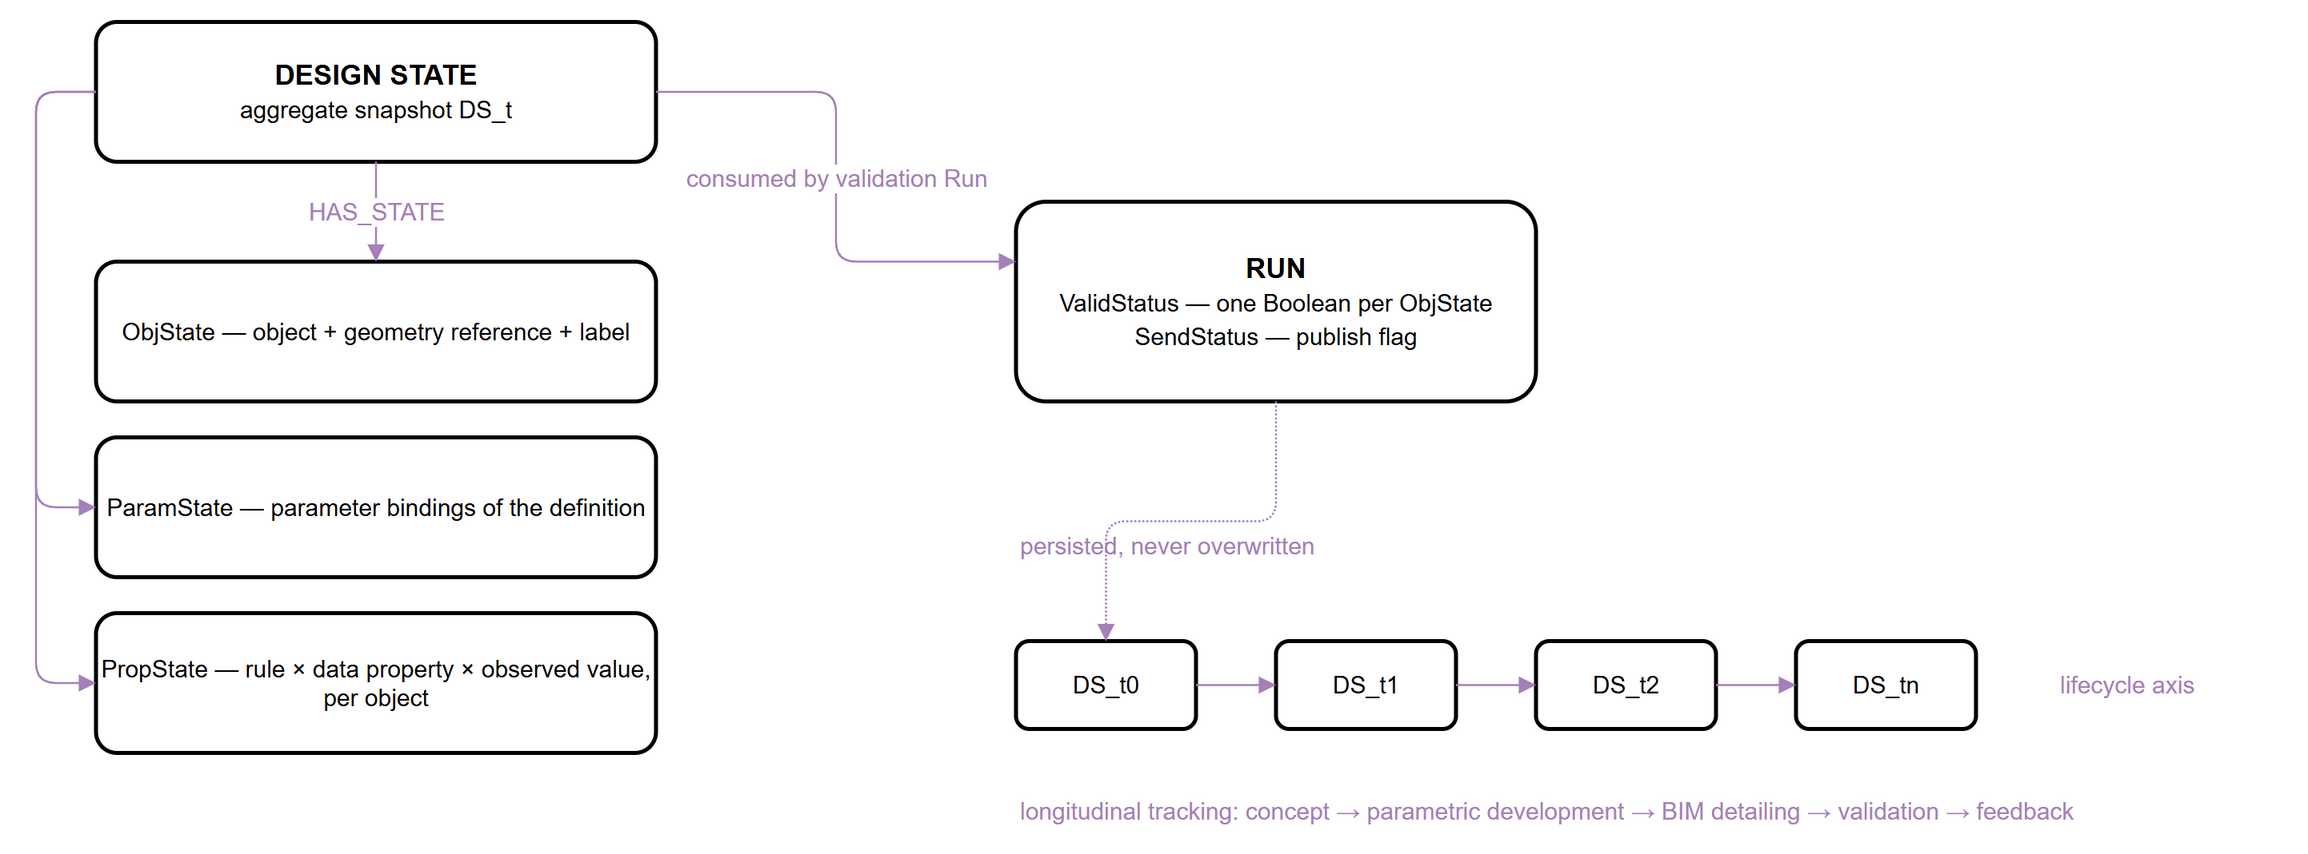 DESIGN STATE
aggregate snapshot DS_t
HAS_STATE
ObjState — object + geometry reference + label
ParamState — parameter bindings of the definition
PropState — rule × data property × observed value,
per object
consumed by validation Run
RUN
ValidStatus — one Boolean per ObjState
SendStatus — publish flag
persisted, never overwritten
DS_t0
DS_t1
DS_t2
DS_tn
lifecycle axis
longitudinal tracking: concept → parametric development → BIM detailing → validation → feedback